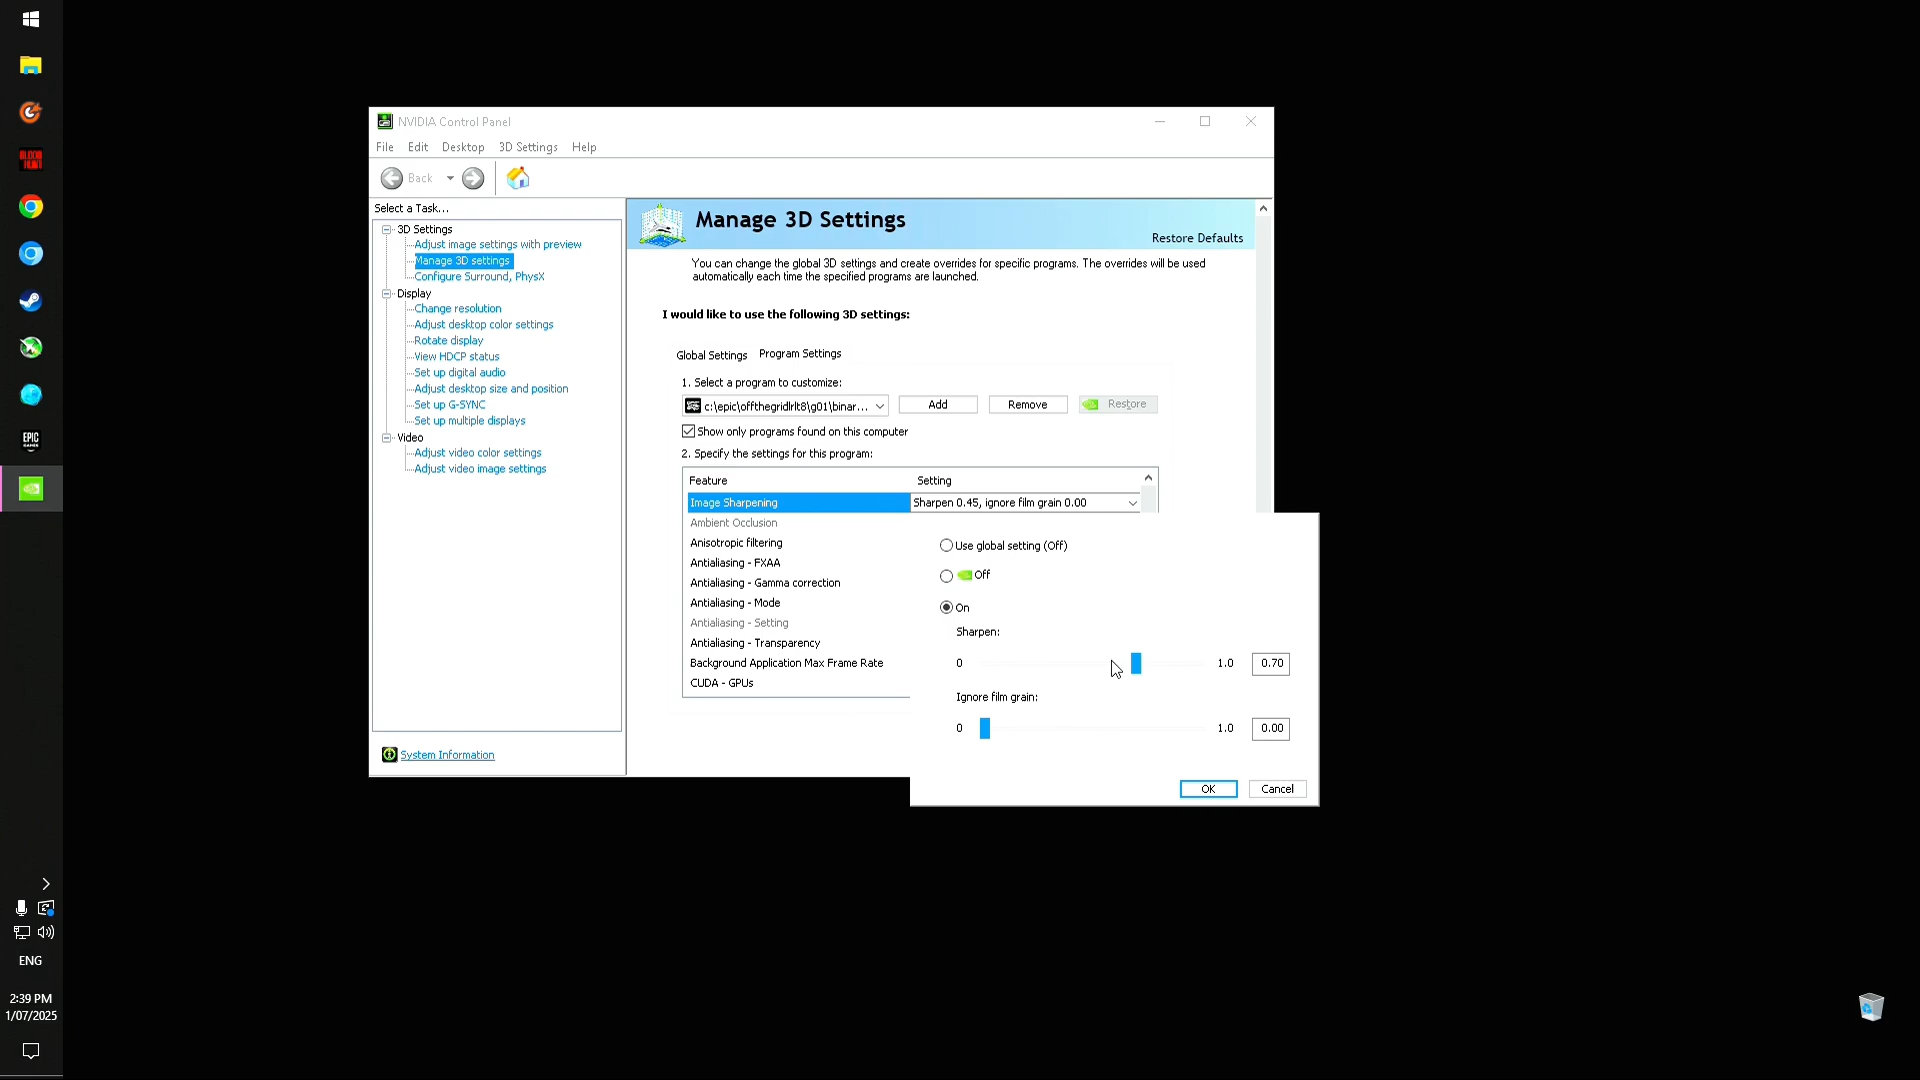 NVIDIA Control Panel
File Edit Desktop 3D Settings Help
Back
Select a Task...
3D Settings
Adjust image settings with preview
Manage 3D settings
Configure Surround, PhysX
Display
Change resolution
Adjust desktop color settings
Rotate display
View HDCP status
Set up digital audio
Adjust desktop size and position
Set up G-SYNC
Set up multiple displays
Video
Adjust video color settings
Adjust video image settings
System Information
Manage 3D Settings
Restore Defaults
You can change the global 3D settings and create overrides for specific programs. The overrides will be used
automatically each time the specified programs are launched.
I would like to use the following 3D settings:
Global Settings Program Settings
1. Select a program to customize:
c:\epic\offthegridlrlt8\g01\binar... Add Remove Restore
Show only programs found on this computer
2. Specify the settings for this program:
Feature Setting
Image Sharpening Sharpen 0.45, ignore film grain 0.00
Ambient Occlusion
Anisotropic filtering
Antialiasing - FXAA
Antialiasing - Gamma correction
Antialiasing - Mode
Antialiasing - Setting
Antialiasing - Transparency
Background Application Max Frame Rate
CUDA - GPUs
Use global setting (Off)
Off
On
Sharpen:
0 1.0 0.70
Ignore film grain:
0 1.0 0.00
OK Cancel
BLOOD
HUNT
EPIC
GAMES
ENG
2:39 PM
1/07/2025